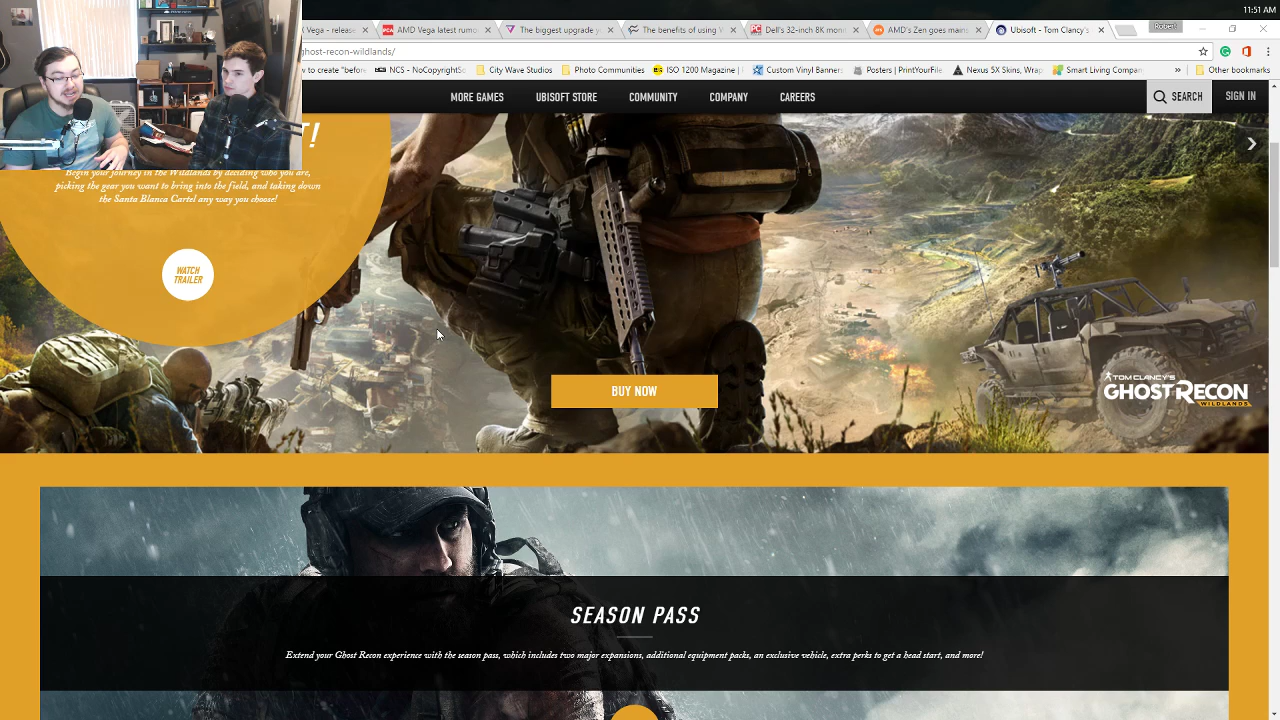 11:51 AM
Vega - release
AMD Vega latest rumo
The biggest upgrade y
The benefits of using V
Dell's 32-inch 8K mon
AMD's Zen goes mains
Ubisoft - Tom Clancy
Robert
host-recon-wildlands/
to create "befor
NCS - NoCopyrightSo
City Wave Studios
Photo Communities
ISO 1200 Magazine |
Custom Vinyl Banners
Posters | PrintYourFile
Nexus 5X Skins, Wrap
Smart Living Compan
»
Other bookmarks
MORE GAMES
UBISOFT STORE
COMMUNITY
COMPANY
CAREERS
SEARCH
SIGN IN
T!
Begin your journey in the Wildlands by deciding who you are,
picking the gear you want to bring into the field, and taking down
the Santa Blanca Cartel any way you choose!
WATCH
TRAILER
BUY NOW
TOM CLANCY'S
GHOST RECON
WILDLANDS
SEASON PASS
Extend your Ghost Recon experience with the season pass, which includes two major expansions, additional equipment packs, an exclusive vehicle, extra perks to get a head start, and more!